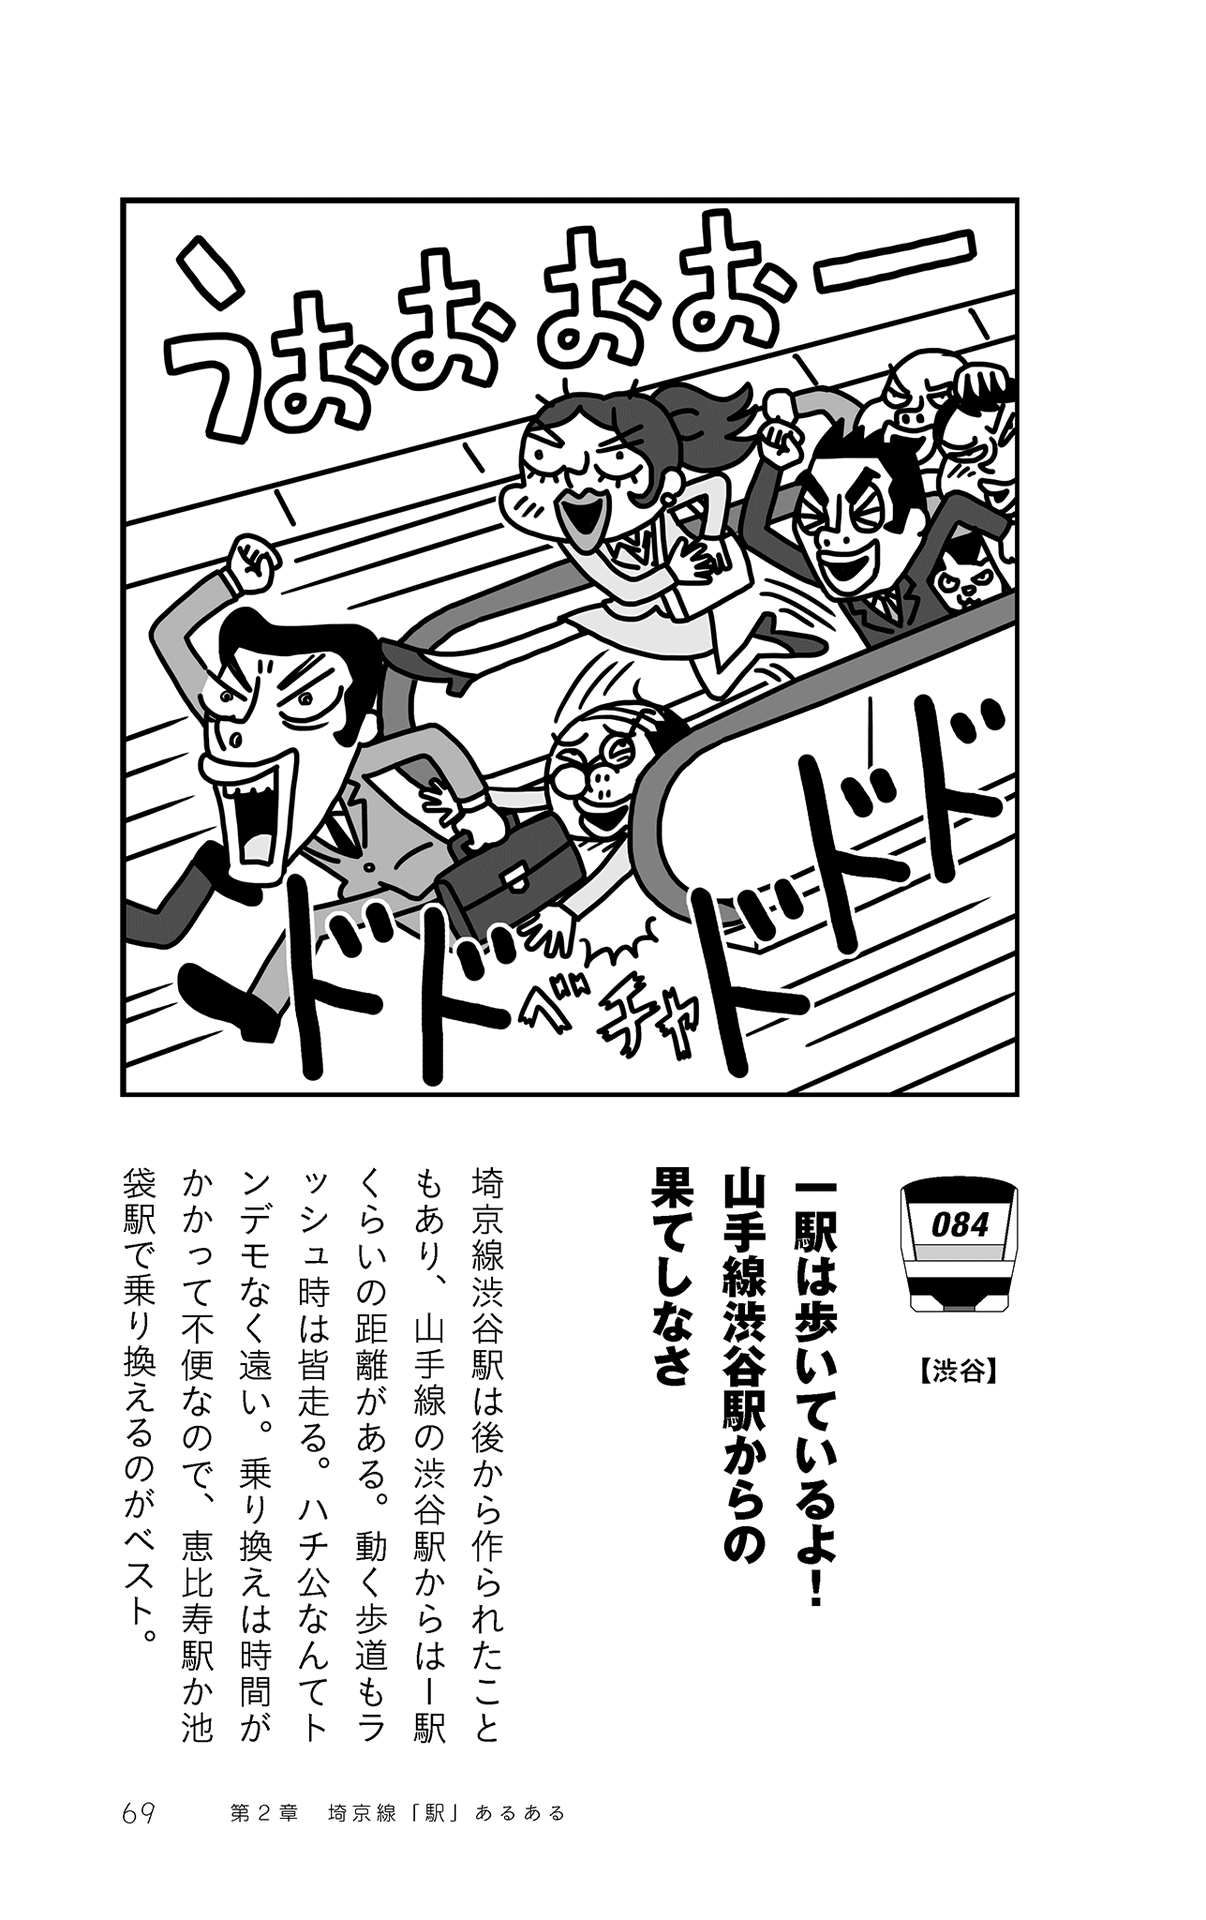 うおおおおー
ドドドドド
ベチャ
084
【渋谷】
一駅は歩いているよ！
山手線渋谷駅からの
果てしなさ
埼京線渋谷駅は後から作られたこと
もあり、山手線の渋谷駅からは一駅
くらいの距離がある。動く歩道もラ
ッシュ時は皆走る。ハチ公なんてト
ンデモなく遠い。乗り換えは時間が
かかって不便なので、恵比寿駅か池
袋駅で乗り換えるのがベスト。
69 第2章 埼京線「駅」あるある